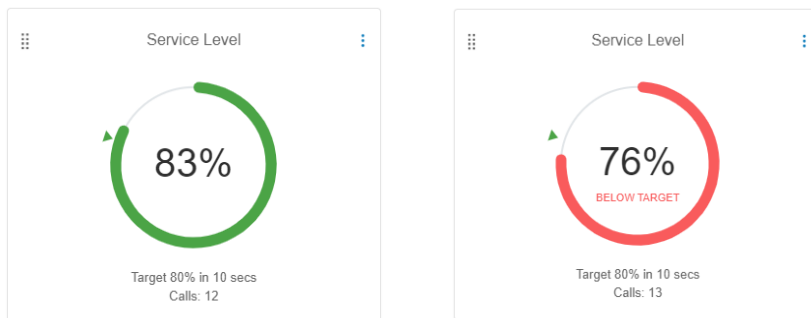 Service Level
83%
Target 80% in 10 secs
Calls: 12
Service Level
76%
BELOW TARGET
Target 80% in 10 secs
Calls: 13